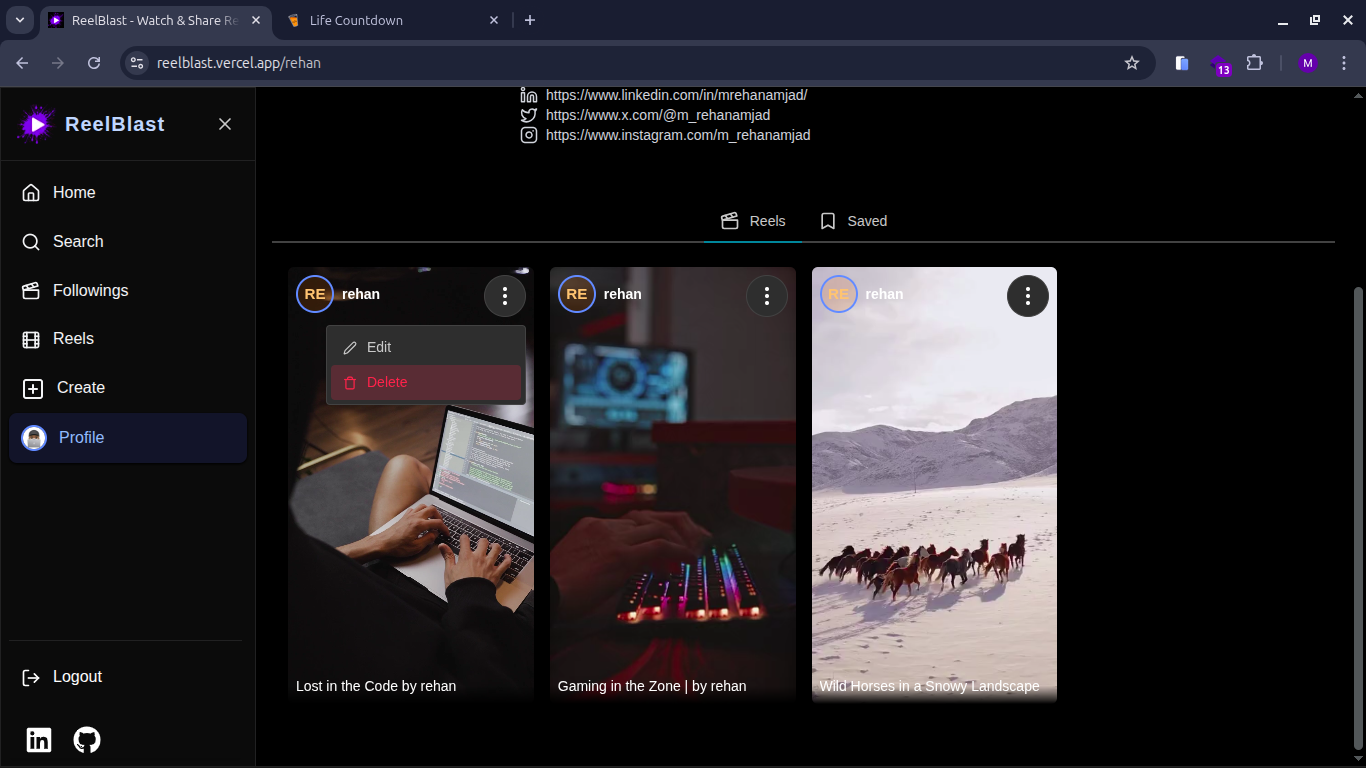 ReelBlast - Watch & Share Re
Life Countdown
reelblast.vercel.app/rehan
13
M
ReelBlast
Home
Search
Followings
Reels
Create
Profile
Logout
https://www.linkedin.com/in/mrehanamjad/
https://www.x.com/@m_rehanamjad
https://www.instagram.com/m_rehanamjad
Reels
Saved
RE rehan
Edit
Delete
Lost in the Code by rehan
RE rehan
Gaming in the Zone | by rehan
RE rehan
Wild Horses in a Snowy Landscape